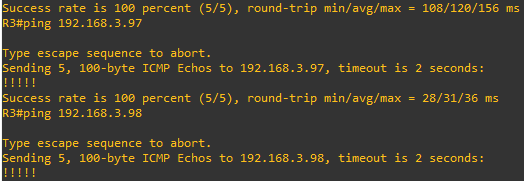 Success rate is 100 percent (5/5), round-trip min/avg/max = 108/120/156 ms
R3#ping 192.168.3.97
Type escape sequence to abort.
Sending 5, 100-byte ICMP Echos to 192.168.3.97, timeout is 2 seconds:
!!!!!
Success rate is 100 percent (5/5), round-trip min/avg/max = 28/31/36 ms
R3#ping 192.168.3.98
Type escape sequence to abort.
Sending 5, 100-byte ICMP Echos to 192.168.3.98, timeout is 2 seconds:
!!!!!